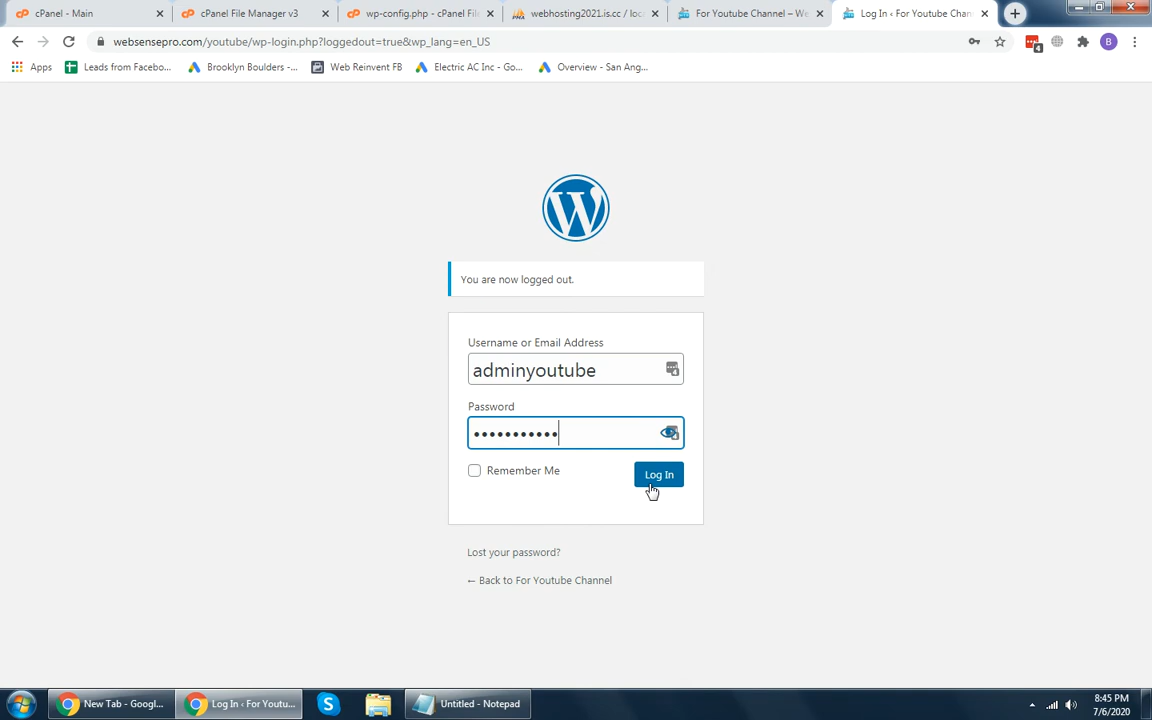 cPanel - Main
cPanel File Manager v3
wp-config.php - cPanel File
webhosting2021.is.cc / loc
For Youtube Channel – We
Log In ‹ For Youtube Chan
websensepro.com/youtube/wp-login.php?loggedout=true&wp_lang=en_US
4
B
Apps
Leads from Facebo...
Brooklyn Boulders -...
Web Reinvent FB
Electric AC Inc - Go...
Overview - San Ang...
You are now logged out.
Username or Email Address
adminyoutube
Password
•••••••••••
Remember Me
Log In
Lost your password?
← Back to For Youtube Channel
New Tab - Googl...
Log In ‹ For Youtu...
Untitled - Notepad
8:45 PM
7/6/2020